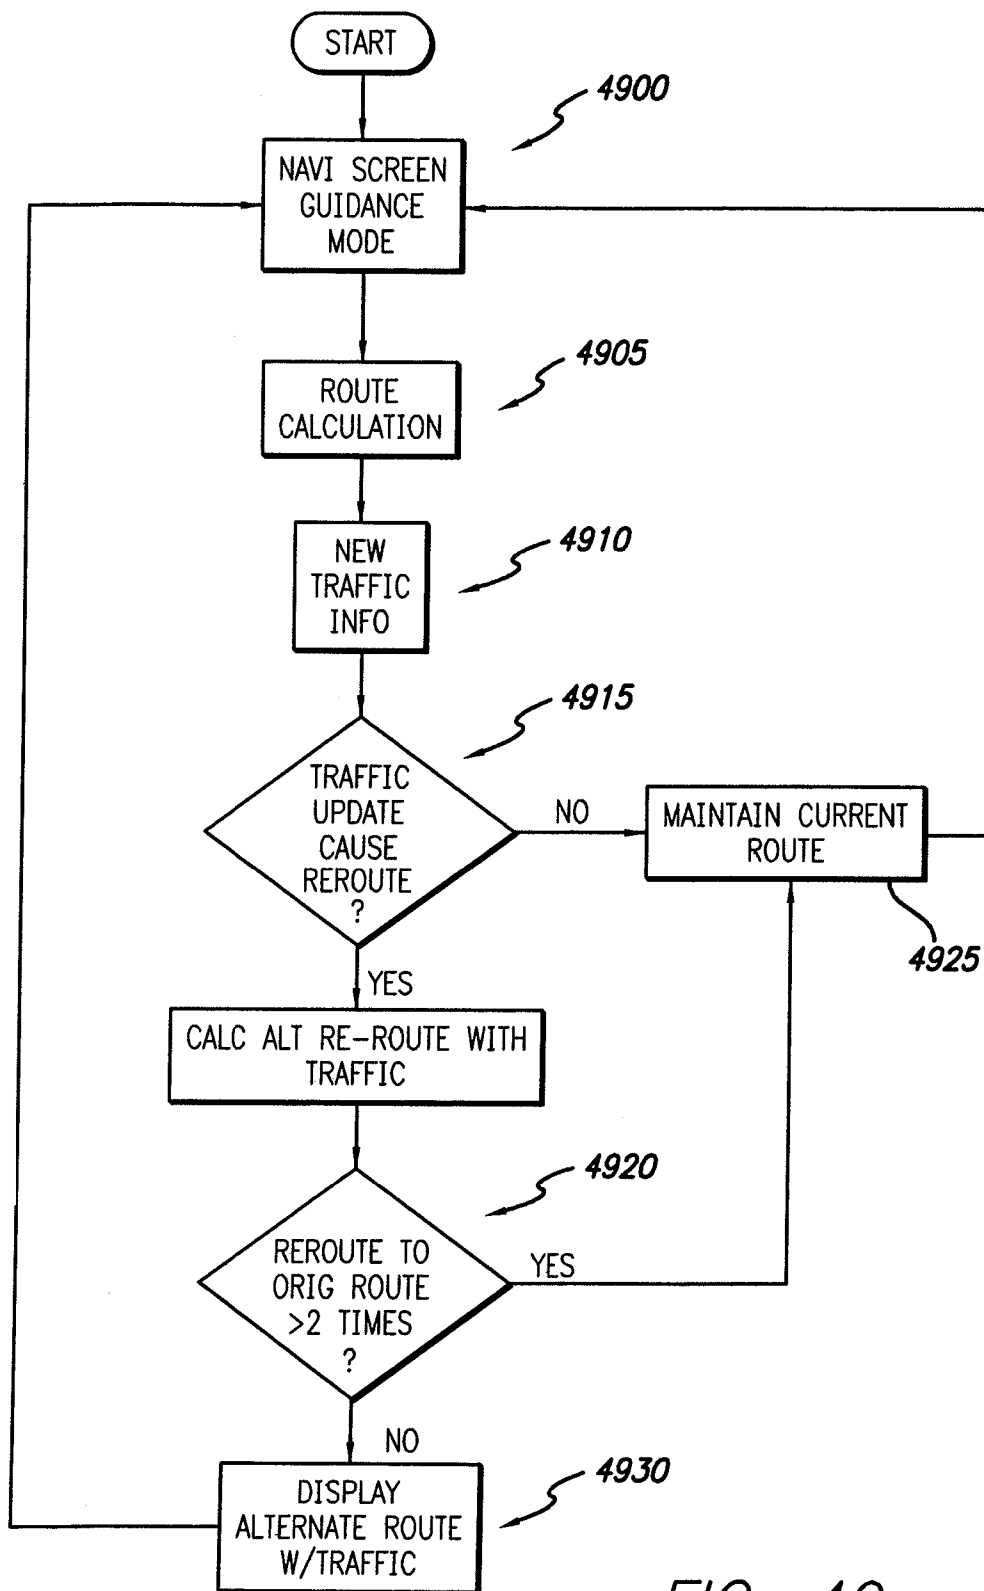 START
4900
NAVI SCREEN
GUIDANCE
MODE
4905
ROUTE
CALCULATION
4910
NEW
TRAFFIC
INFO
4915
TRAFFIC
UPDATE
CAUSE
REROUTE
?
NO
MAINTAIN CURRENT
ROUTE
4925
YES
CALC ALT RE-ROUTE WITH
TRAFFIC
4920
REROUTE TO
ORIG ROUTE
>2 TIMES
?
YES
NO
4930
DISPLAY
ALTERNATE ROUTE
W/TRAFFIC